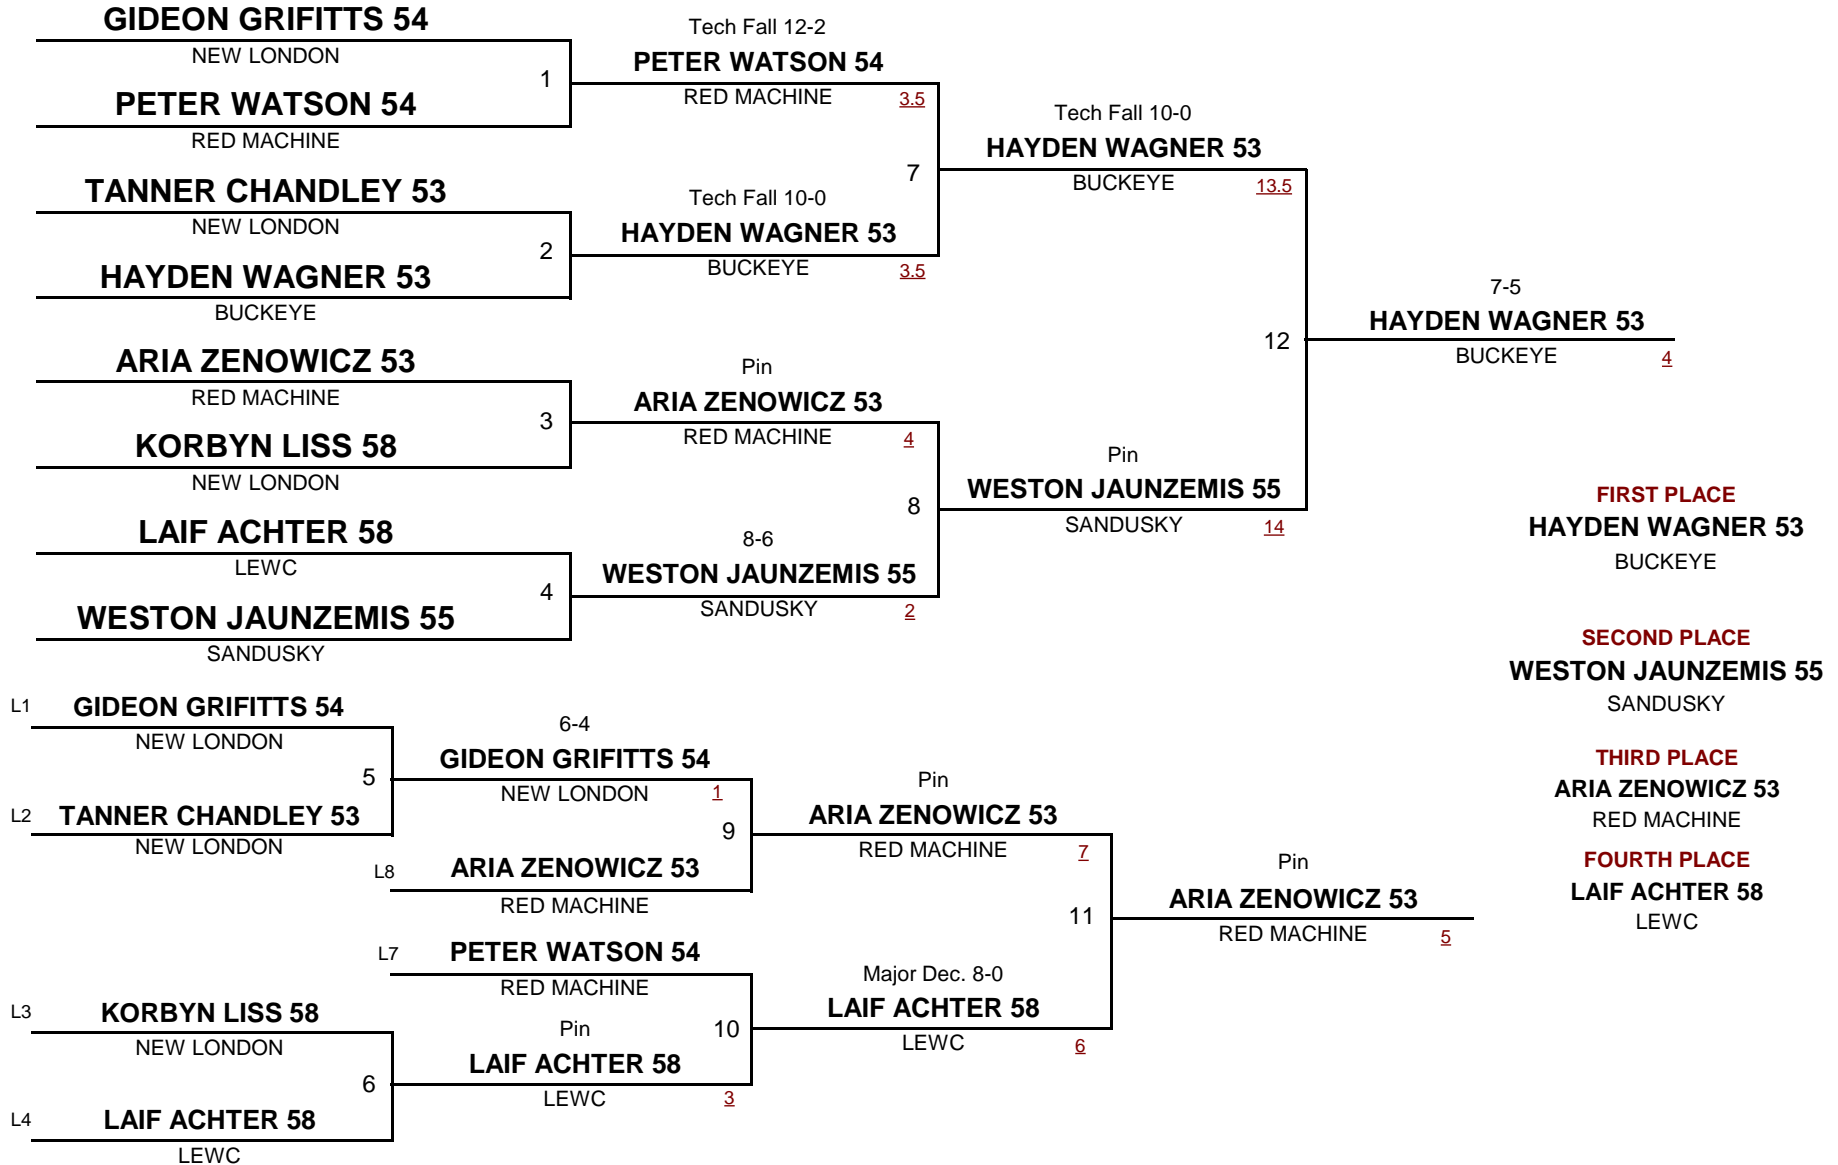 GIDEON GRIFITTS 54
NEW LONDON
1
PETER WATSON 54
RED MACHINE
TANNER CHANDLEY 53
NEW LONDON
2
HAYDEN WAGNER 53
BUCKEYE
ARIA ZENOWICZ 53
RED MACHINE
3
KORBYN LISS 58
NEW LONDON
LAIF ACHTER 58
LEWC
4
WESTON JAUNZEMIS 55
SANDUSKY
Tech Fall 12-2
PETER WATSON 54
RED MACHINE 3.5
7
Tech Fall 10-0
HAYDEN WAGNER 53
BUCKEYE 3.5
Pin
ARIA ZENOWICZ 53
RED MACHINE 4
8
8-6
WESTON JAUNZEMIS 55
SANDUSKY 2
Tech Fall 10-0
HAYDEN WAGNER 53
BUCKEYE 13.5
12
Pin
WESTON JAUNZEMIS 55
SANDUSKY 14
7-5
HAYDEN WAGNER 53
BUCKEYE 4
L1 GIDEON GRIFITTS 54
NEW LONDON
5
L2 TANNER CHANDLEY 53
NEW LONDON
6-4
GIDEON GRIFITTS 54
NEW LONDON 1
9
L8 ARIA ZENOWICZ 53
RED MACHINE
L7 PETER WATSON 54
RED MACHINE
10
L3 KORBYN LISS 58
NEW LONDON
6
L4 LAIF ACHTER 58
LEWC
Pin
LAIF ACHTER 58
LEWC 3
Pin
ARIA ZENOWICZ 53
RED MACHINE 7
11
Major Dec. 8-0
LAIF ACHTER 58
LEWC 6
Pin
ARIA ZENOWICZ 53
RED MACHINE 5
FIRST PLACE
HAYDEN WAGNER 53
BUCKEYE
SECOND PLACE
WESTON JAUNZEMIS 55
SANDUSKY
THIRD PLACE
ARIA ZENOWICZ 53
RED MACHINE
FOURTH PLACE
LAIF ACHTER 58
LEWC